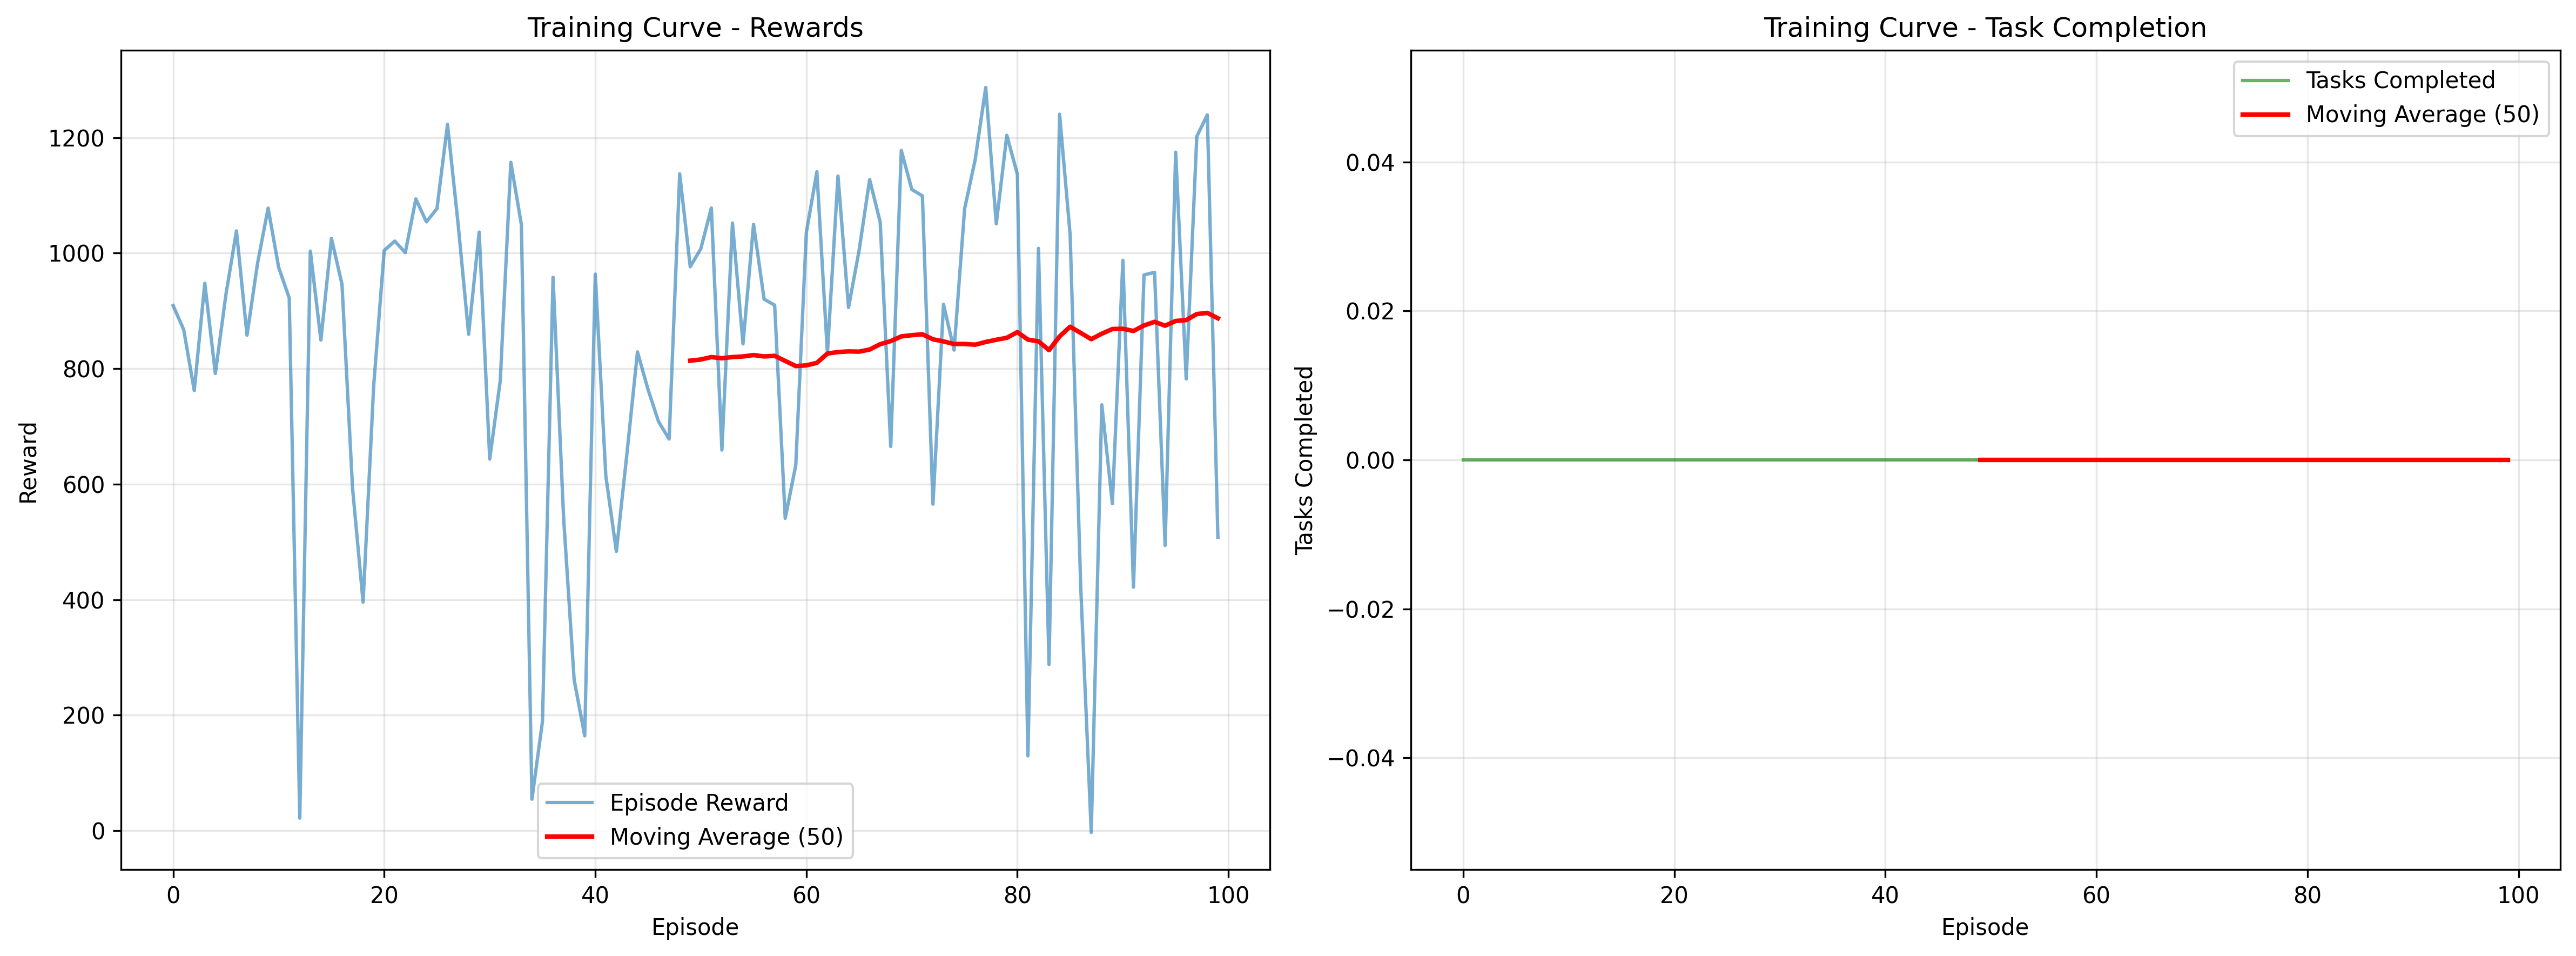 Training Curve - Rewards
Reward
1200
1000
800
600
400
200
0
0 20 40 60 80 100
Episode
Episode Reward
Moving Average (50)
Training Curve - Task Completion
Tasks Completed
0.04
0.02
0.00
−0.02
−0.04
0 20 40 60 80 100
Episode
Tasks Completed
Moving Average (50)